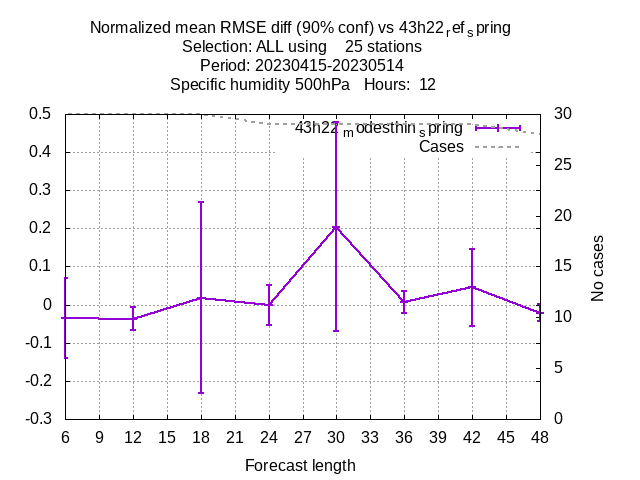 Normalized mean RMSE diff (90% conf) vs 43h22refspring
Selection: ALL using 25 stations
Period: 20230415-20230514
Specific humidity 500hPa Hours: 12
0.5 43h22modesthinspring 30
0.4 Cases
25
0.3
0.2 20
0.1 15
0 No cases
10
-0.1
5
-0.2
-0.3 0
6 9 12 15 18 21 24 27 30 33 36 39 42 45 48
Forecast length